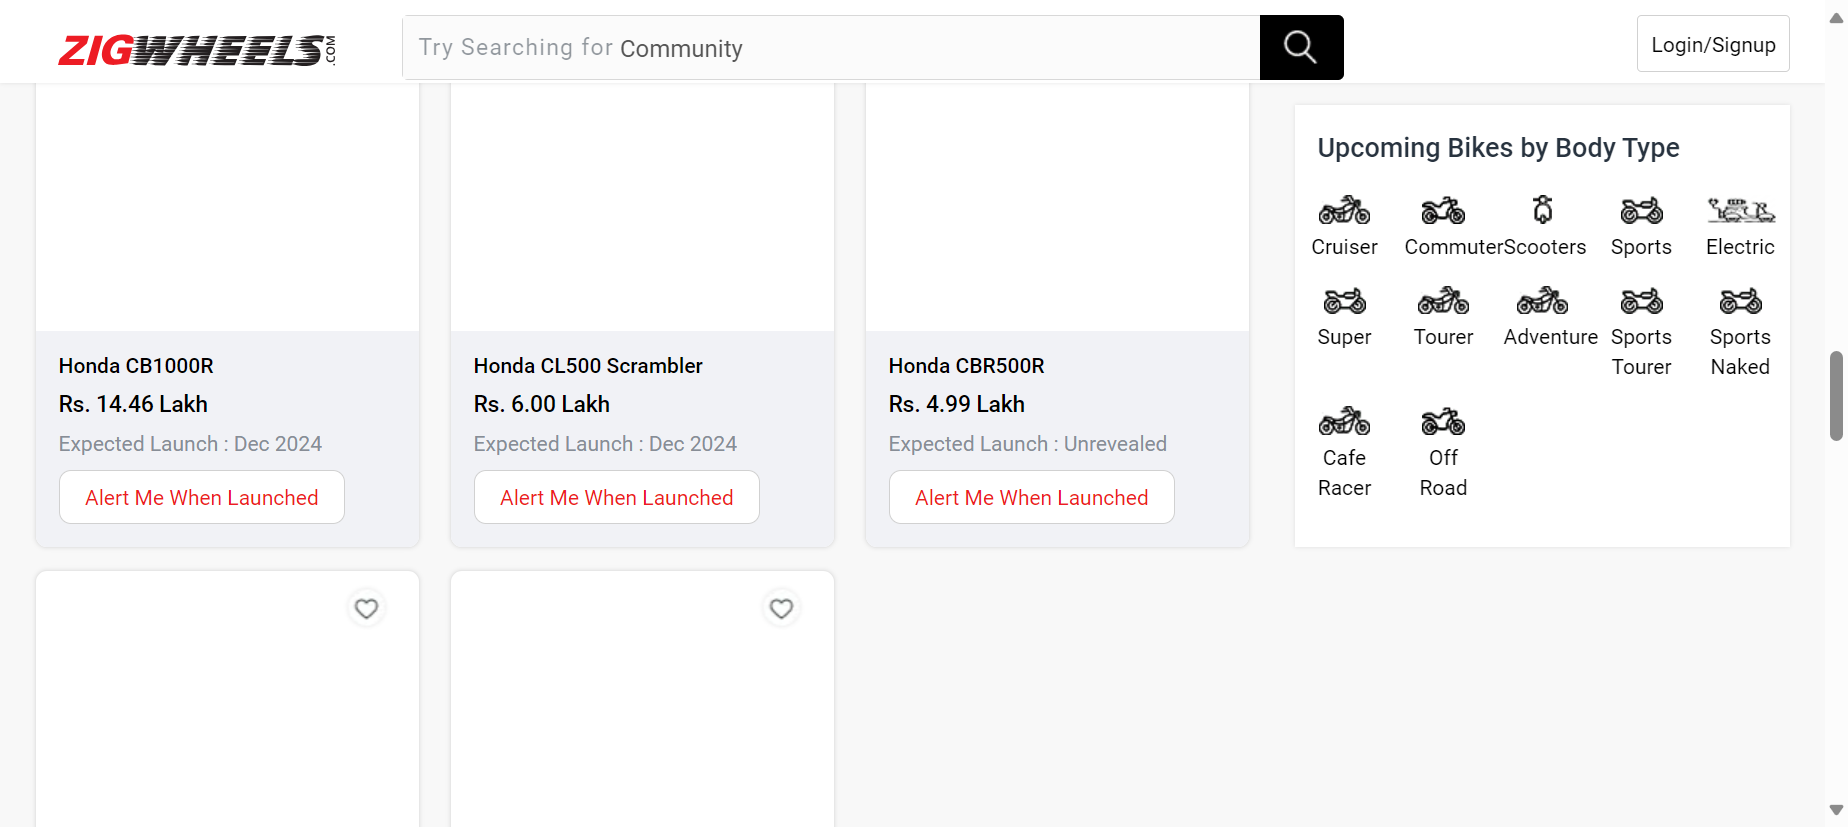 ZIGWHEELS.COM
Try Searching for Community
Login/Signup
Honda CB1000R
Rs. 14.46 Lakh
Expected Launch : Dec 2024
Alert Me When Launched
Honda CL500 Scrambler
Rs. 6.00 Lakh
Expected Launch : Dec 2024
Alert Me When Launched
Honda CBR500R
Rs. 4.99 Lakh
Expected Launch : Unrevealed
Alert Me When Launched
Upcoming Bikes by Body Type
Cruiser
Commuter
Scooters
Sports
Electric
Super
Tourer
Adventure
Sports
Tourer
Sports
Naked
Cafe
Racer
Off
Road